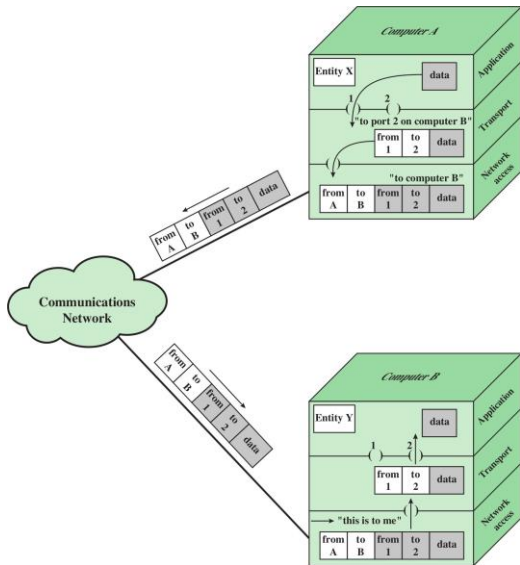 Computer A
Application
Entity X
data
1 2
"to port 2 on computer B"
Transport
from to data
1 2
"to computer B"
Network
access
from to from to data
A B 1 2
from to from to data
A B 1 2
Communications
Network
from to from to data
A B 1 2
Computer B
Application
Entity Y
data
1 2
Transport
from to data
1 2
"this is to me"
Network
access
from to from to data
A B 1 2